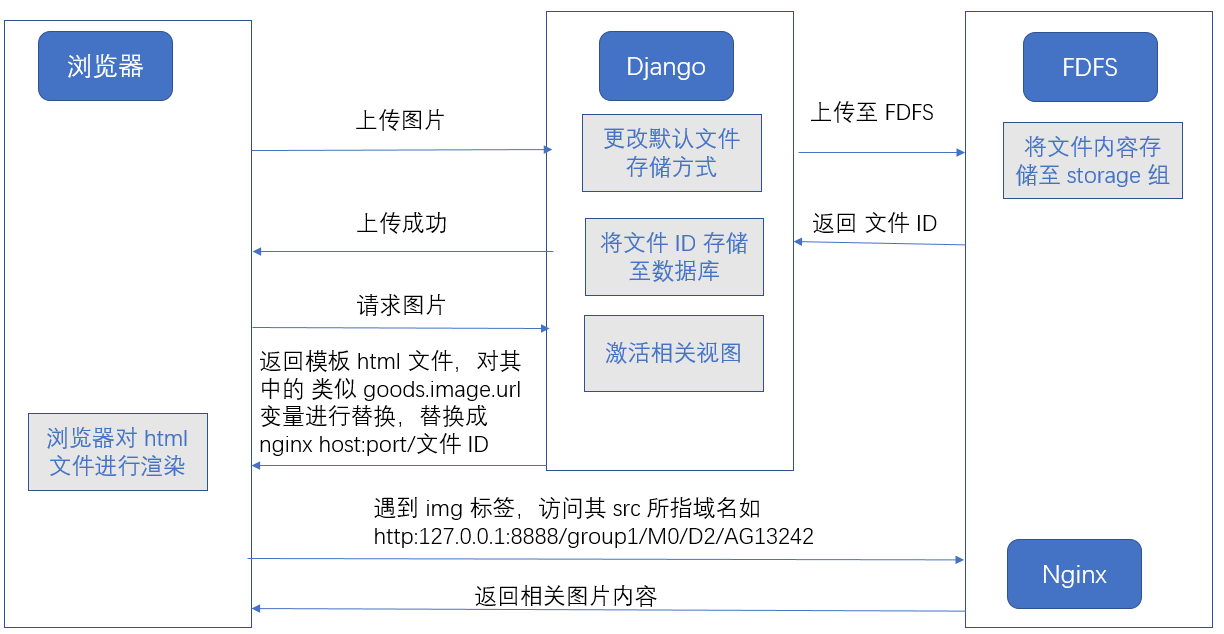 浏览器
Django
FDFS
上传图片
上传至 FDFS
更改默认文件
存储方式
将文件内容存
储至 storage 组
上传成功
返回 文件 ID
将文件 ID 存储
至数据库
请求图片
激活相关视图
返回模板 html 文件，对其
中的 类似 goods.image.url
变量进行替换，替换成
nginx host:port/文件 ID
浏览器对 html
文件进行渲染
遇到 img 标签，访问其 src 所指域名如
http:127.0.0.1:8888/group1/M0/D2/AG13242
Nginx
返回相关图片内容